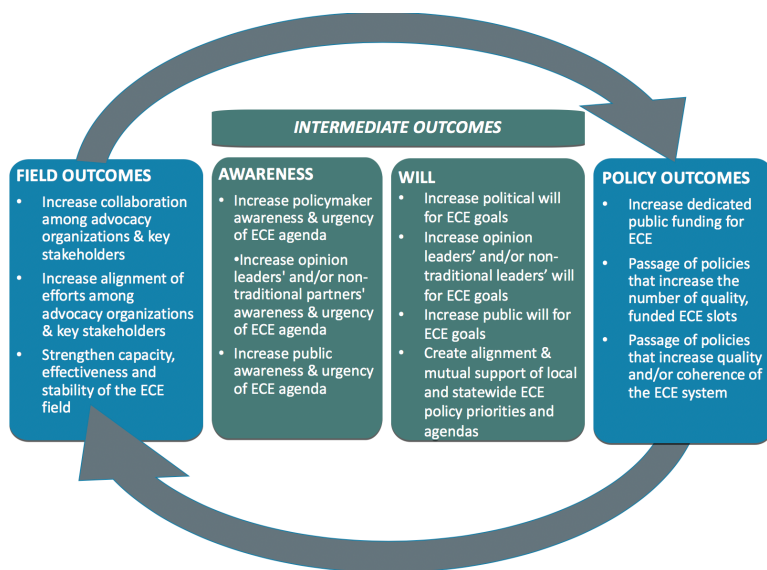 INTERMEDIATE OUTCOMES
FIELD OUTCOMES
• Increase collaboration
among advocacy
organizations & key
stakeholders
• Increase alignment of
efforts among
advocacy organizations
& key stakeholders
• Strengthen capacity,
effectiveness and
stability of the ECE
field
AWARENESS
• Increase policymaker
awareness & urgency
of ECE agenda
•Increase opinion
leaders' and/or non-
traditional partners'
awareness & urgency
of ECE agenda
• Increase public
awareness & urgency
of ECE agenda
WILL
• Increase political will
for ECE goals
• Increase opinion
leaders’ and/or non-
traditional leaders’ will
for ECE goals
• Increase public will for
ECE goals
• Create alignment &
mutual support of local
and statewide ECE
policy priorities and
agendas
POLICY OUTCOMES
• Increase dedicated
public funding for
ECE
• Passage of policies
that increase the
number of quality,
funded ECE slots
• Passage of policies
that increase quality
and/or coherence of
the ECE system